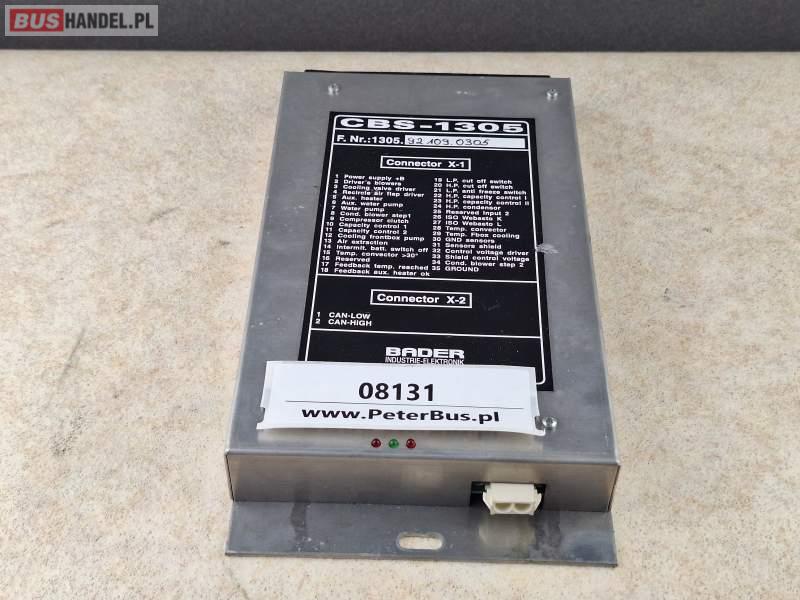 BUSHANDEL.PL
CBS-1305
F. Nr.:1305. 92 109.0305
Connector X-1
1 Power supply +B
2 Driver's blowers
3 Cooling valve driver
4 Recircle air flap driver
5 Aux. heater
6 Aux. water pump
7 Water pump
8 Cond. blower step1
9 Compressor clutch
10 Capacity control 1
11 Capacity control 2
12 Cooling frontbox pump
13 Air extraction
14 Intermit. batt. switch off
15 Temp. convector >30°
16 Reserved
17 Feedback temp. reached
18 Feedback aux. heater ok
19 L.P. cut off switch
20 H.P. cut off switch
21 L.P. anti freeze switch
22 H.P. capacity control I
23 H.P. capacity control II
24 H.P. condensor
25 Reserved Input 2
26 ISO Webasto K
27 ISO Webasto L
28 Temp. convector
29 Temp. Fbox cooling
30 GND sensors
31 Sensors shield
32 Control voltage driver
33 Shield control voltage
34 Cond. blower step 2
35 GROUND
Connector X-2
1 CAN-LOW
2 CAN-HIGH
BADER
INDUSTRIE-ELEKTRONIK
08131
www.PeterBus.pl